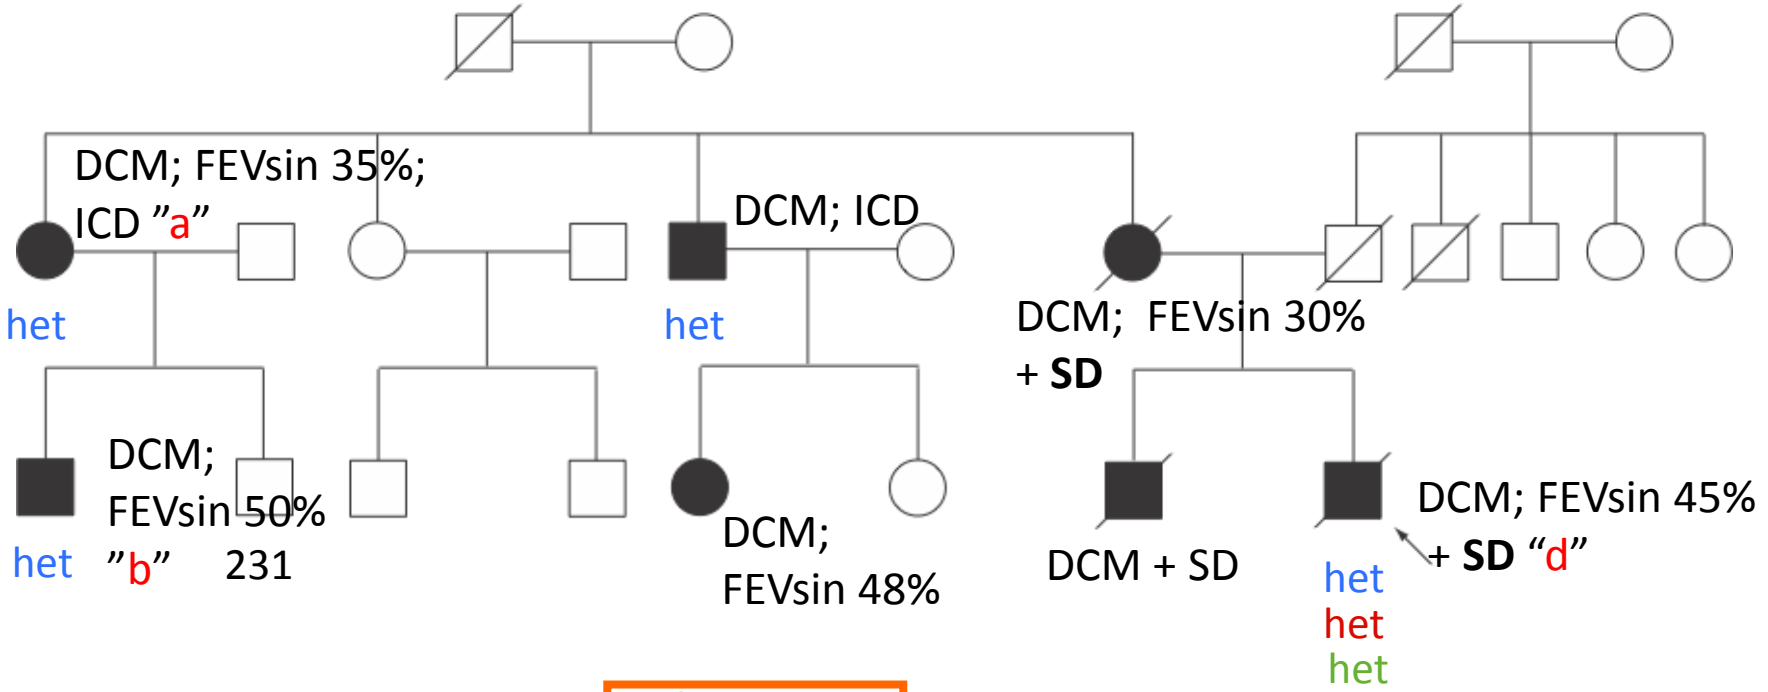 DCM; FEVsin 35%;
ICD ”a”
DCM; ICD
het
het
DCM; FEVsin 30%
+ SD
DCM;
FEVsin 50%
”b” 231
het
DCM;
FEVsin 48%
DCM + SD
DCM; FEVsin 45%
+ SD “d”
het
het
het